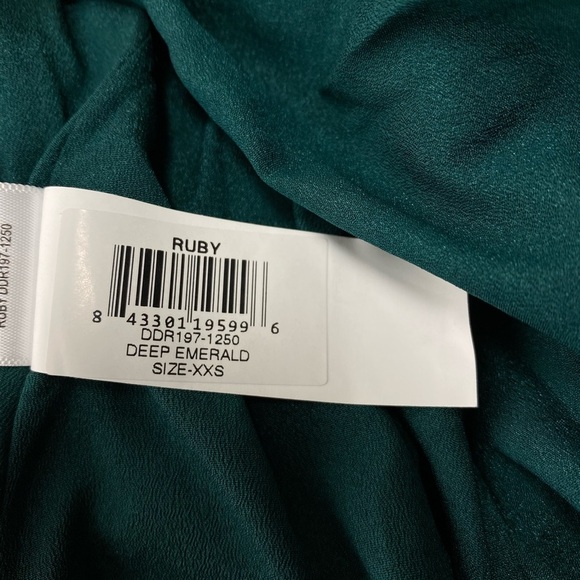 RUBY
8 43301 19599 6
DDR197-1250
DEEP EMERALD
SIZE-XXS
RUBY DDR197-1250